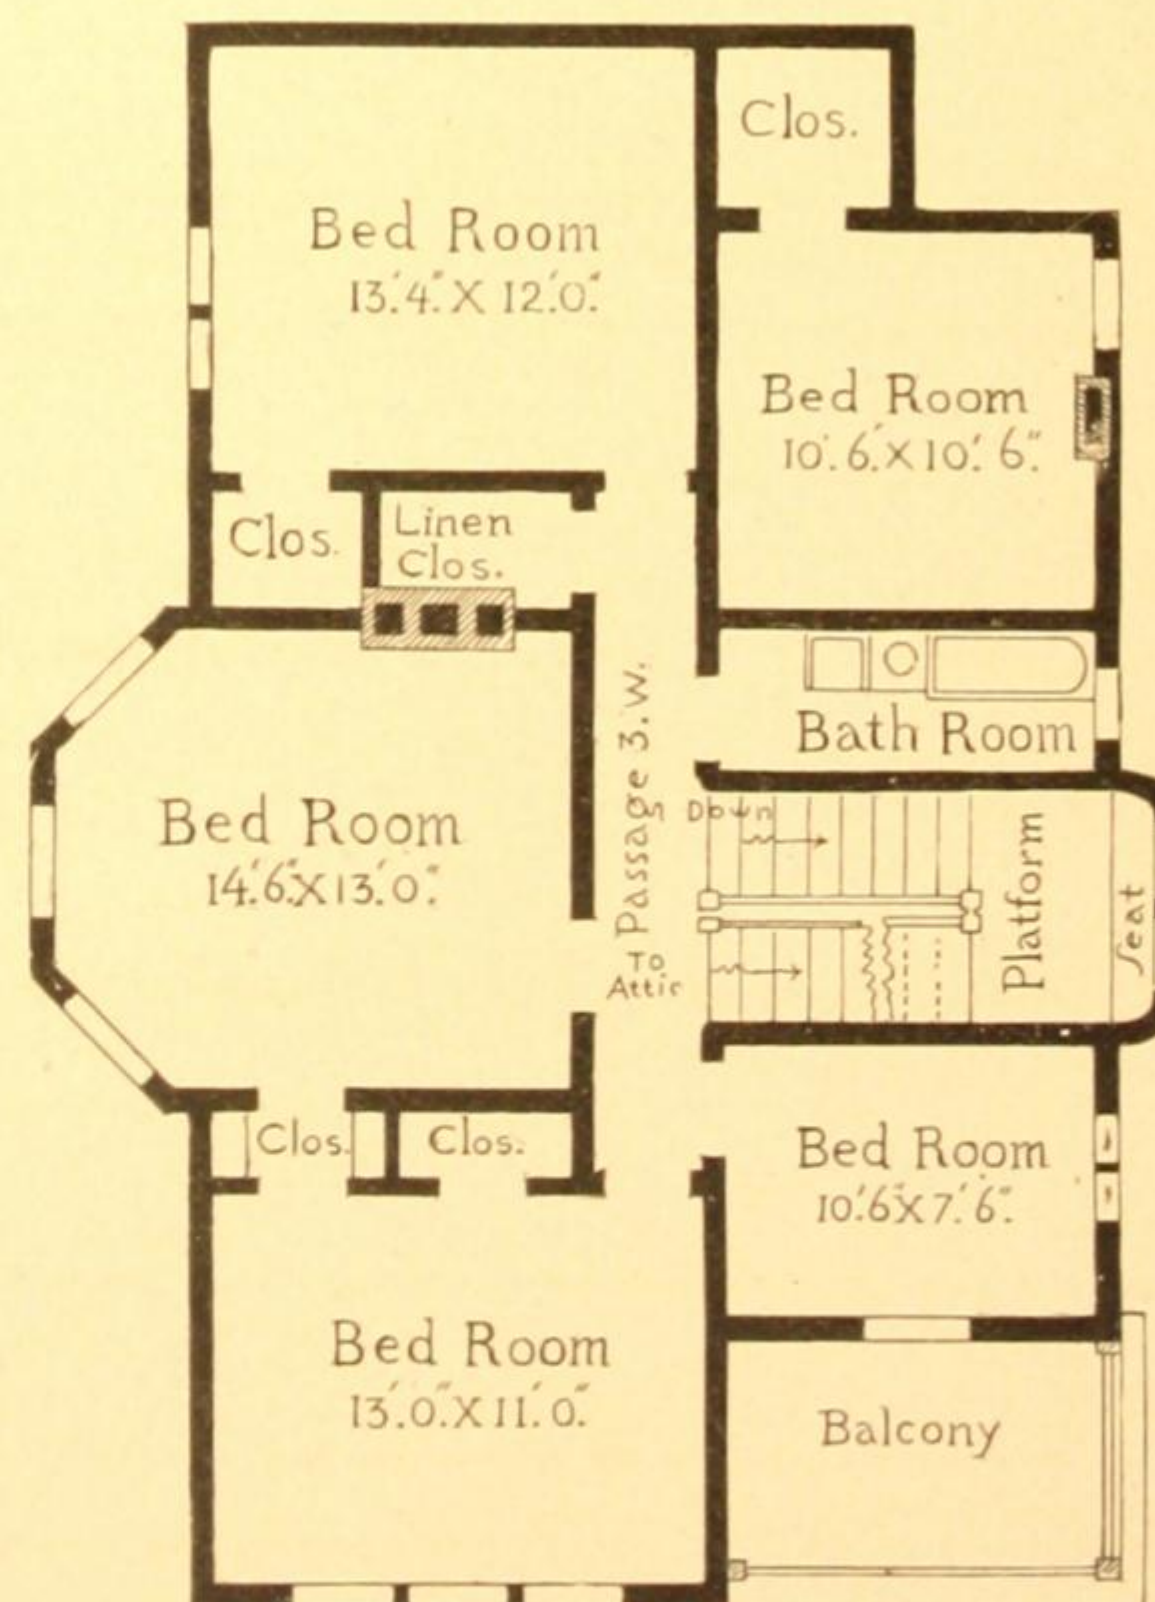 Clos.
Bed Room
13'.4".X 12'.0".
Bed Room
10'.6".X 10'. 6".
Clos.
Linen
Clos.
Passage 3.W.
Bath Room
Bed Room
14'.6".X13'.0".
Down
Platform
Seat
To
Attic
Clos.
Clos.
Bed Room
10'.6"X7'.6".
Bed Room
13'.0".X11'.0".
Balcony